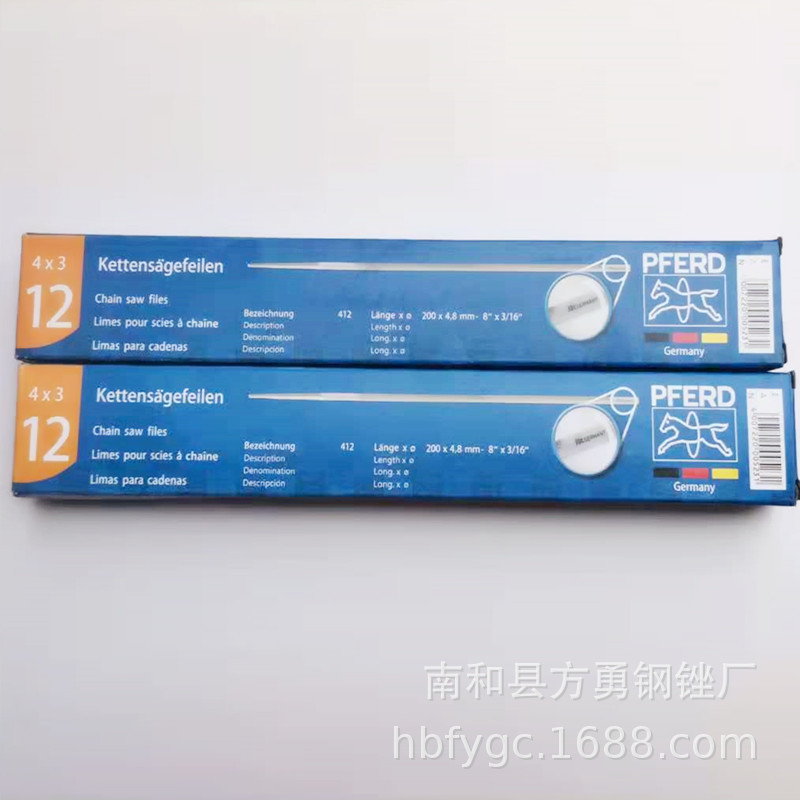 4 x 3
12
Kettensägefeilen
Chain saw files
Limes pour scies à chaîne
Limas para cadenas
Bezeichnung 412 Länge x ø 200 x 4,8 mm - 8" x 3/16"
Description Length x ø
Dénomination Long. x ø
Descripción Long. x ø
PFERD
Germany
4 x 3
12
Kettensägefeilen
Chain saw files
Limes pour scies à chaîne
Limas para cadenas
Bezeichnung 412 Länge x ø 200 x 4,8 mm - 8" x 3/16"
Description Length x ø
Dénomination Long. x ø
Descripción Long. x ø
PFERD
Germany
南和县方勇钢锉厂
hbfygc.1688.com